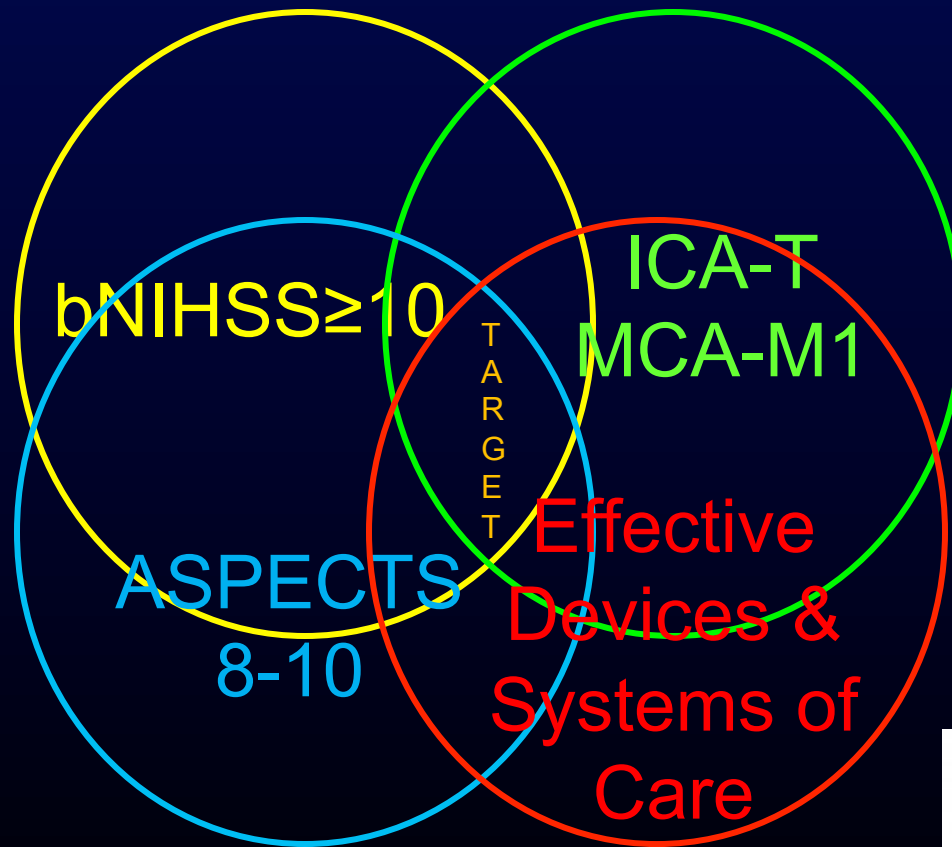 bNIHSS≥10
ICA-T
MCA-M1
T
A
R
G
E
T
ASPECTS
8-10
Effective
Devices &
Systems of
Care